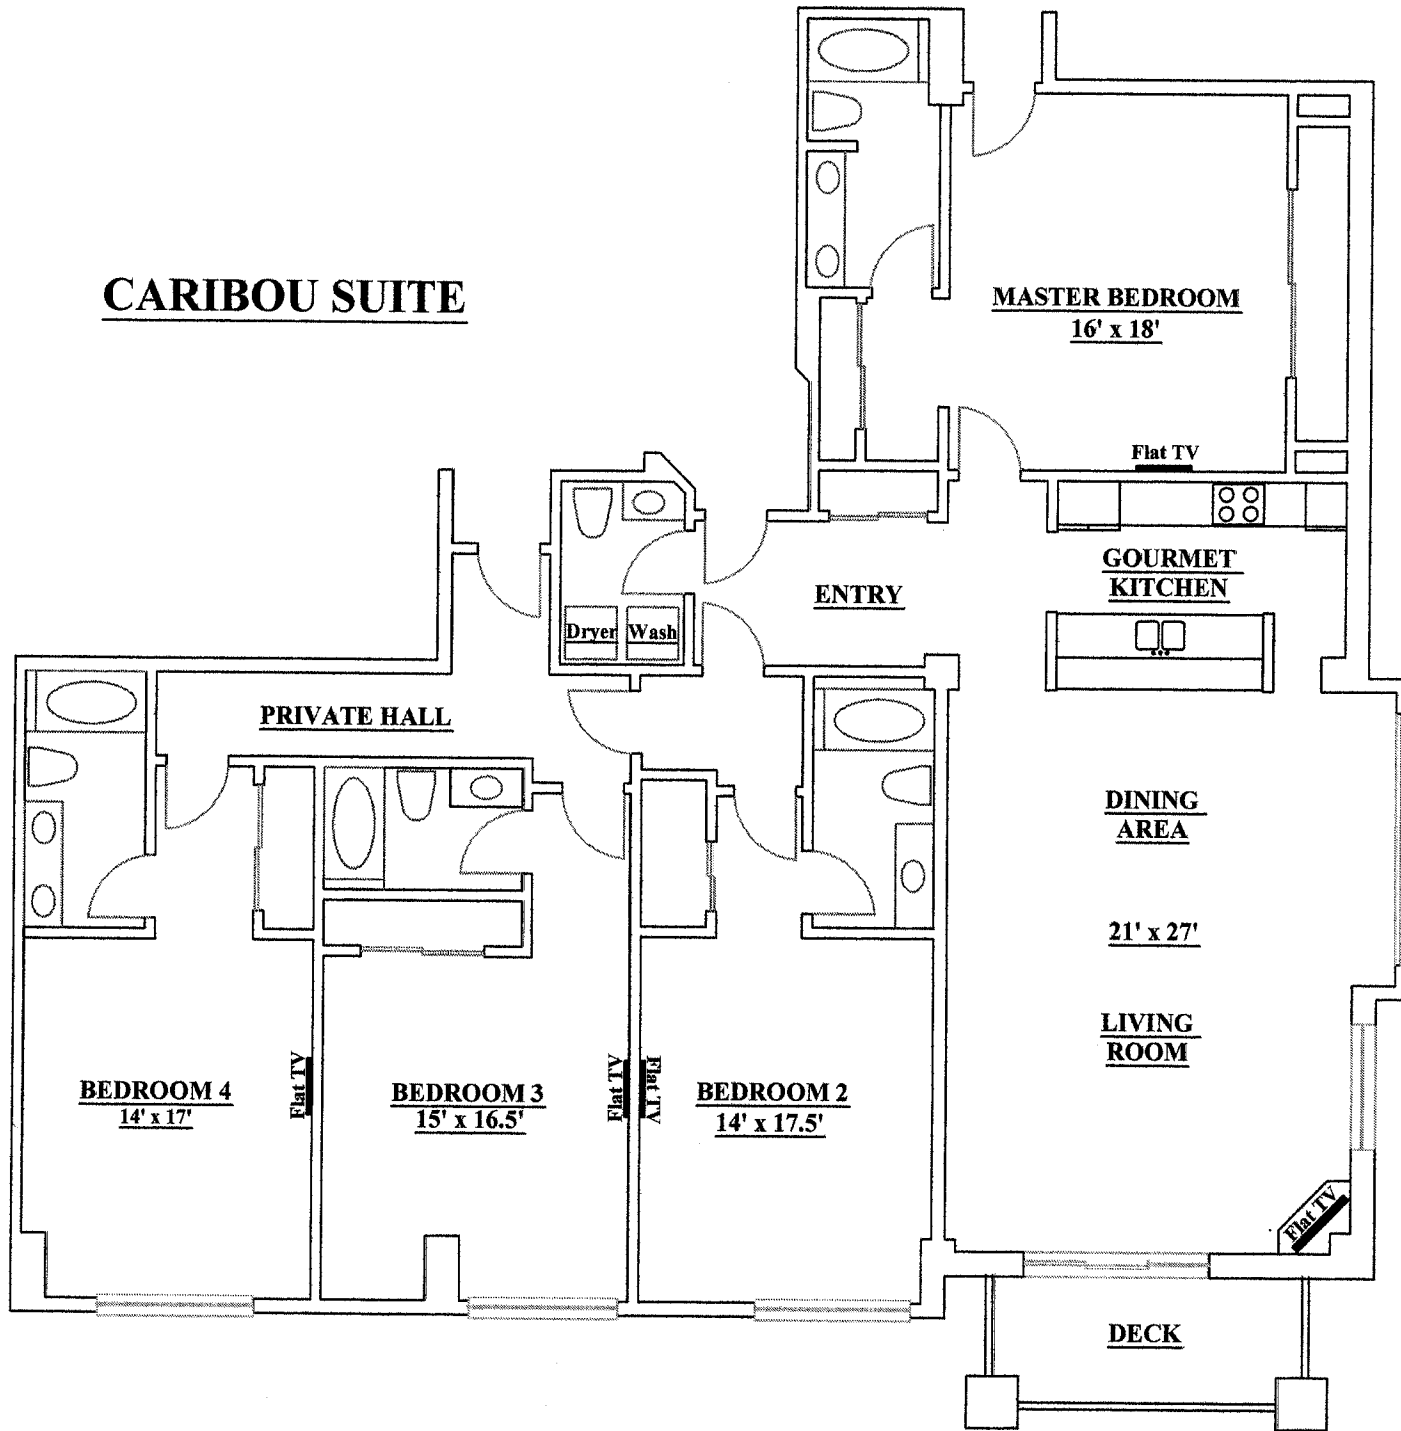 CARIBOU SUITE
MASTER BEDROOM
16' x 18'
Flat TV
GOURMET
KITCHEN
ENTRY
Dryer
Wash
PRIVATE HALL
DINING
AREA
21' x 27'
LIVING
ROOM
BEDROOM 4
14' x 17'
Flat TV
BEDROOM 3
15' x 16.5'
Flat TV
Flat TV
BEDROOM 2
14' x 17.5'
Flat TV
DECK